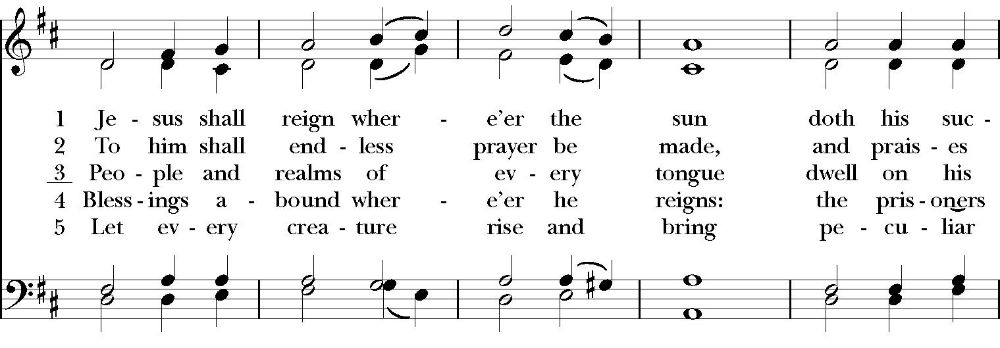 1 Je - sus shall reign wher - e’er the sun doth his suc -
2 To him shall end - less prayer be made, and prais - es
3 Peo - ple and realms of ev - ery tongue dwell on his
4 Bless - ings a - bound wher - e’er he reigns: the pris - oners
5 Let ev - ery crea - ture rise and bring pe - cu - liar